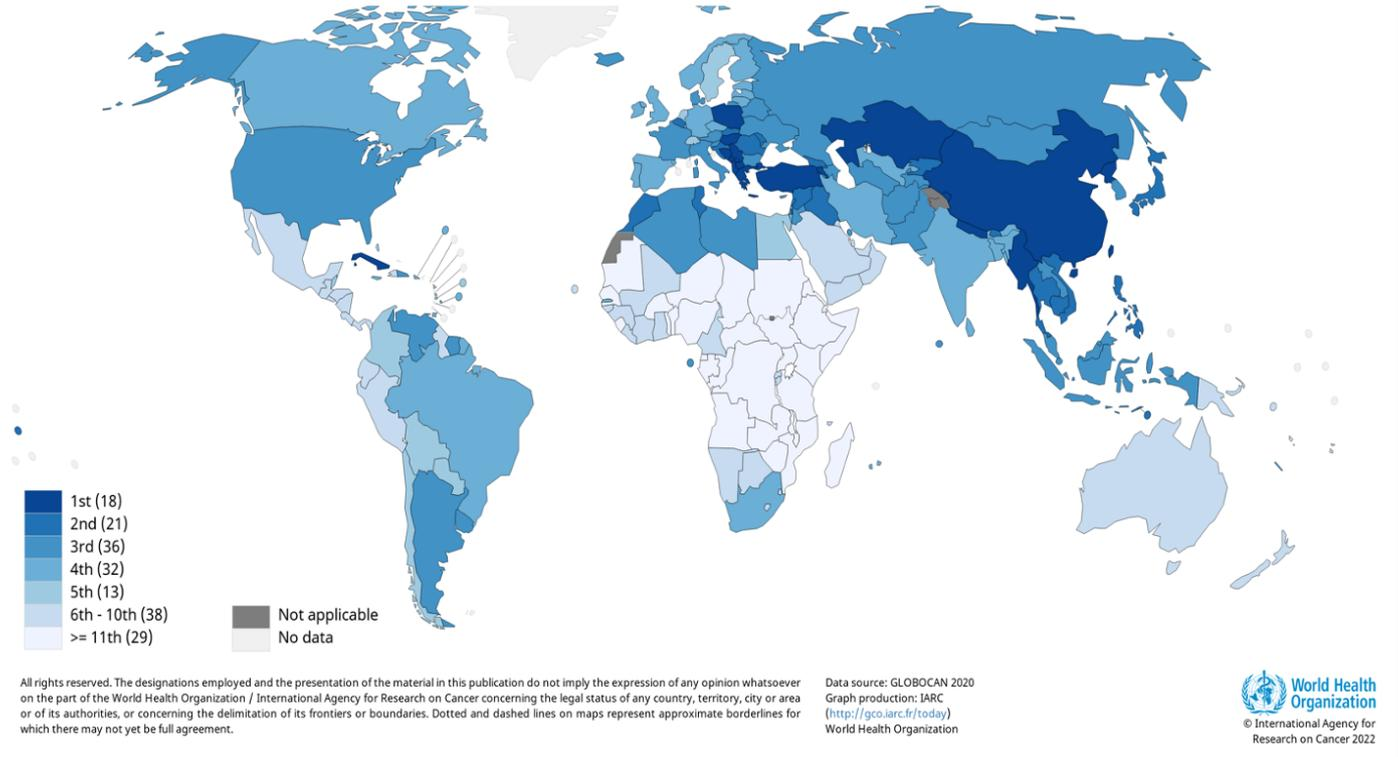 1st (18)
2nd (21)
3rd (36)
4th (32)
5th (13)
6th - 10th (38)
>= 11th (29)
Not applicable
No data
All rights reserved. The designations employed and the presentation of the material in this publication do not imply the expression of any opinion whatsoever
on the part of the World Health Organization / International Agency for Research on Cancer concerning the legal status of any country, territory, city or area
or of its authorities, or concerning the delimitation of its frontiers or boundaries. Dotted and dashed lines on maps represent approximate borderlines for
which there may not yet be full agreement.
Data source: GLOBOCAN 2020
Graph production: IARC
(http://gco.iarc.fr/today)
World Health Organization
World Health
Organization
© International Agency for
Research on Cancer 2022